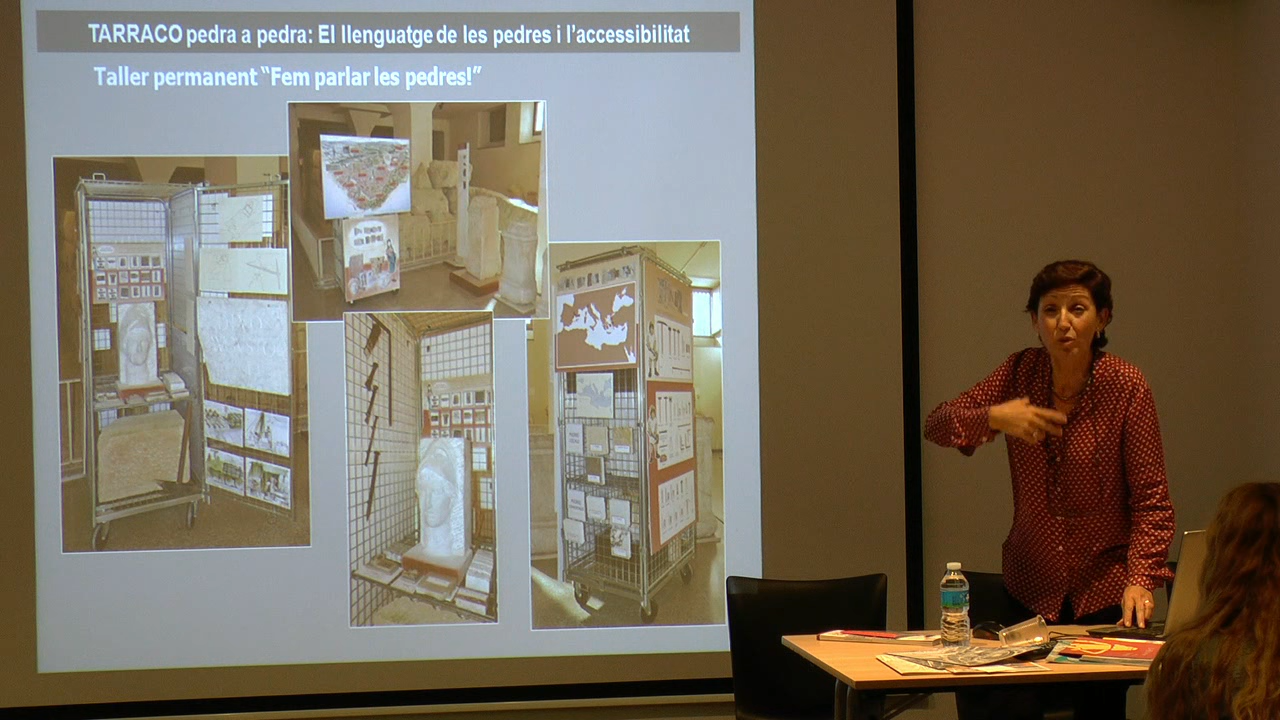 TARRACO pedra a pedra: El llenguatge de les pedres i l'accessibilitat
Taller permanent "Fem parlar les pedres!"